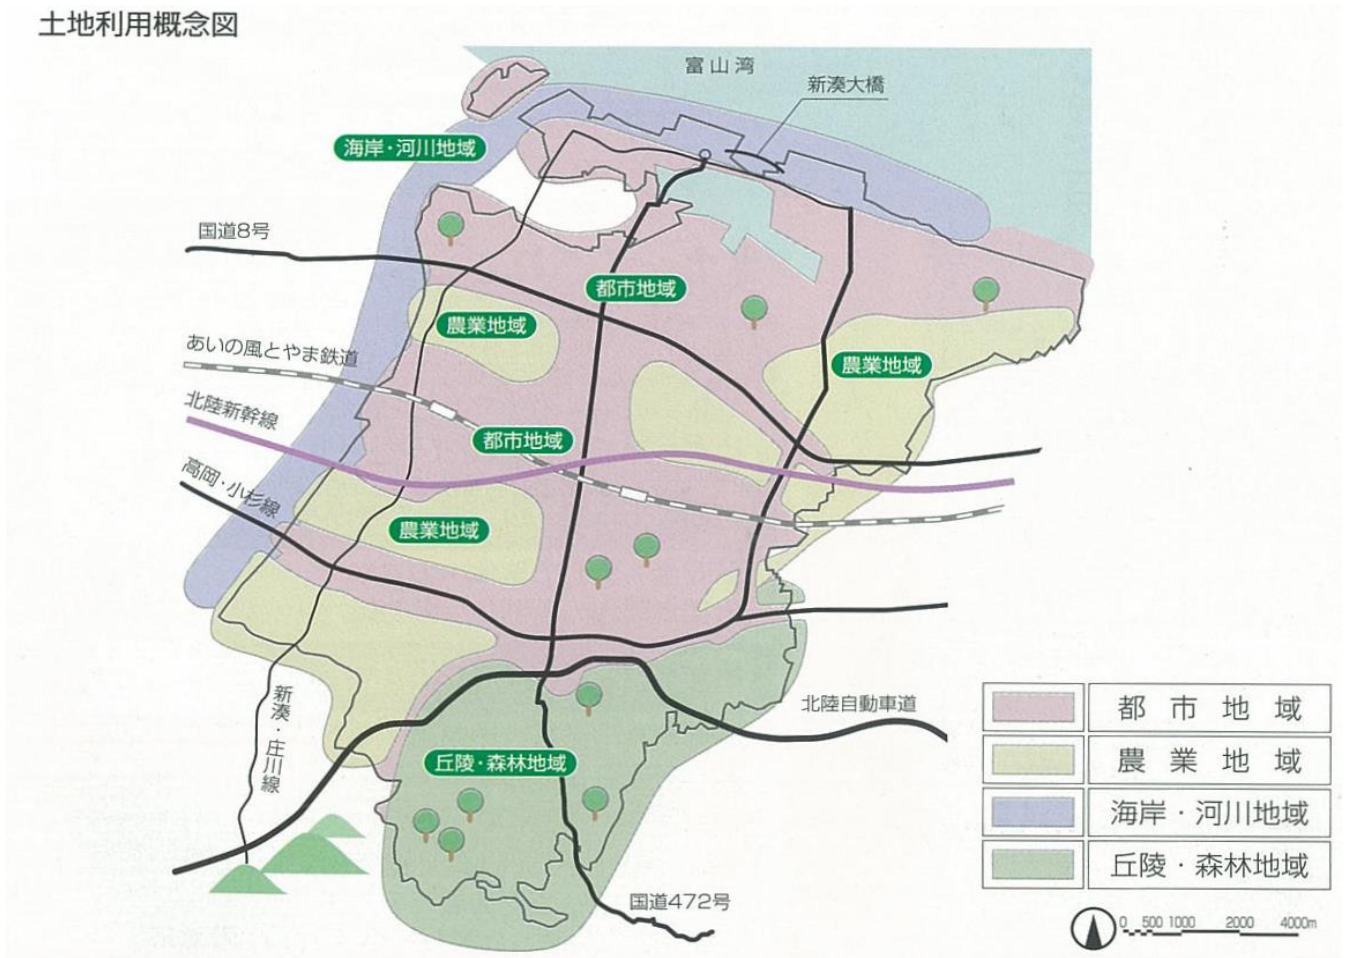 土地利用概念図
富山湾
新湊大橋
海岸・河川地域
国道8号
都市地域
農業地域
農業地域
あいの風とやま鉄道
北陸新幹線
都市地域
高岡・小杉線
農業地域
新湊・庄川線
北陸自動車道
丘陵・森林地域
国道472号
都市地域
農業地域
海岸・河川地域
丘陵・森林地域
0 500 1000 2000 4000m